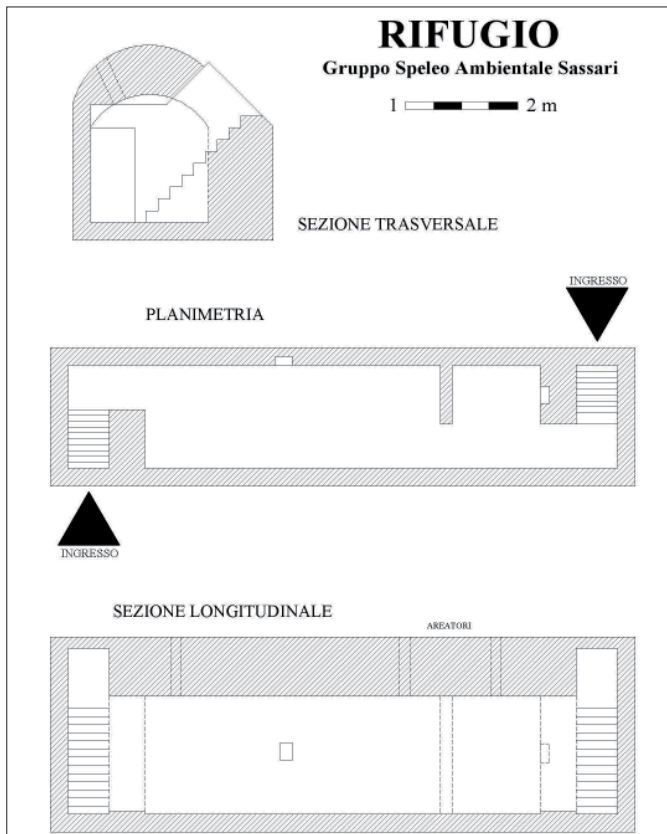 RIFUGIO
Gruppo Speleo Ambientale Sassari
1 2 m
SEZIONE TRASVERSALE
INGRESSO
PLANIMETRIA
INGRESSO
SEZIONE LONGITUDINALE
AREATORI